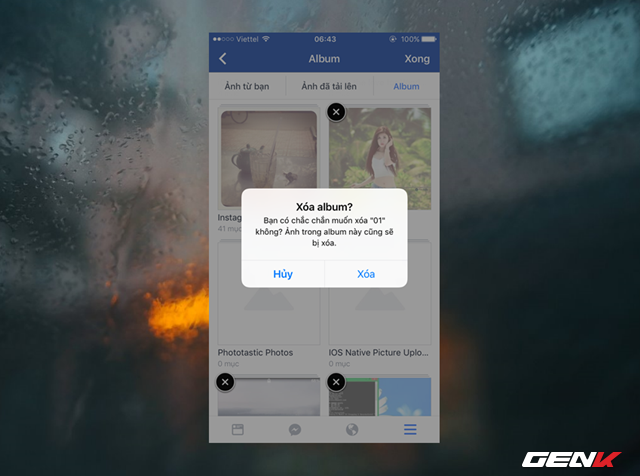 Viettel 06:43 100%
Album Xong
Ảnh từ bạn Ảnh đã tải lên Album
Xóa album?
Bạn có chắc chắn muốn xóa "01"
không? Ảnh trong album này cũng sẽ
bị xóa.
Hủy Xóa
Instag
41 mục
Phototastic Photos IOS Native Picture Uplo...
0 mục 0 mục
GENK